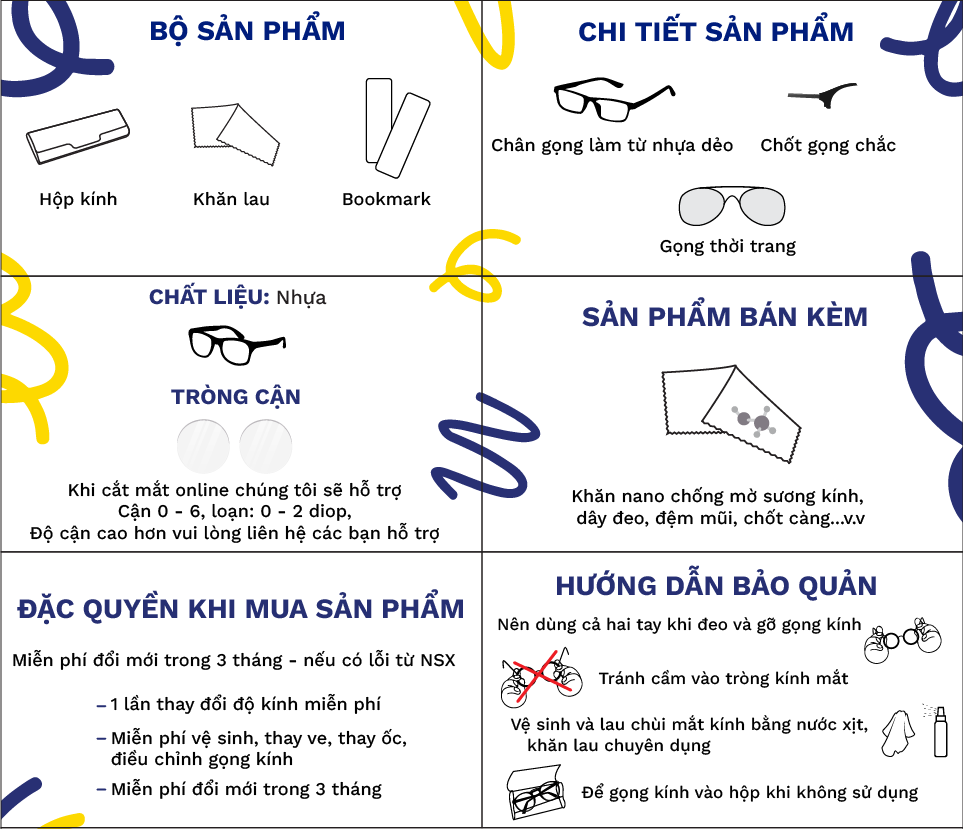 BỘ SẢN PHẨM
Hộp kính
Khăn lau
Bookmark
CHI TIẾT SẢN PHẨM
Chân gọng làm từ nhựa dẻo
Chốt gọng chắc
Gọng thời trang
CHẤT LIỆU: Nhựa
TRÒNG CẬN
Khi cắt mắt online chúng tôi sẽ hỗ trợ
Cận 0 - 6, loạn: 0 - 2 diop,
Độ cận cao hơn vui lòng liên hệ các bạn hỗ trợ
SẢN PHẨM BÁN KÈM
Khăn nano chống mờ sương kính,
dây đeo, đệm mũi, chốt càng...v.v
ĐẶC QUYỀN KHI MUA SẢN PHẨM
Miễn phí đổi mới trong 3 tháng - nếu có lỗi từ NSX
– 1 lần thay đổi độ kính miễn phí
– Miễn phí vệ sinh, thay ve, thay ốc,
điều chỉnh gọng kính
– Miễn phí đổi mới trong 3 tháng
HƯỚNG DẪN BẢO QUẢN
Nên dùng cả hai tay khi đeo và gỡ gọng kính
Tránh cầm vào tròng kính mắt
Vệ sinh và lau chùi mắt kính bằng nước xịt,
khăn lau chuyên dụng
Để gọng kính vào hộp khi không sử dụng